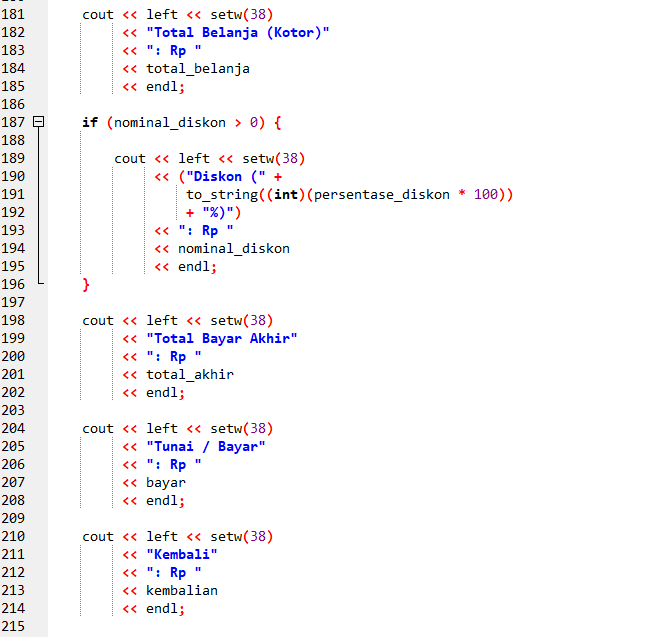 181 cout << left << setw(38)
182 << "Total Belanja (Kotor)"
183 << ": Rp "
184 << total_belanja
185 << endl;
186
187 if (nominal_diskon > 0) {
188
189 cout << left << setw(38)
190 << ("Diskon (" +
191 to_string((int)(persentase_diskon * 100))
192 + "%)")
193 << ": Rp "
194 << nominal_diskon
195 << endl;
196 }
197
198 cout << left << setw(38)
199 << "Total Bayar Akhir"
200 << ": Rp "
201 << total_akhir
202 << endl;
203
204 cout << left << setw(38)
205 << "Tunai / Bayar"
206 << ": Rp "
207 << bayar
208 << endl;
209
210 cout << left << setw(38)
211 << "Kembali"
212 << ": Rp "
213 << kembalian
214 << endl;
215